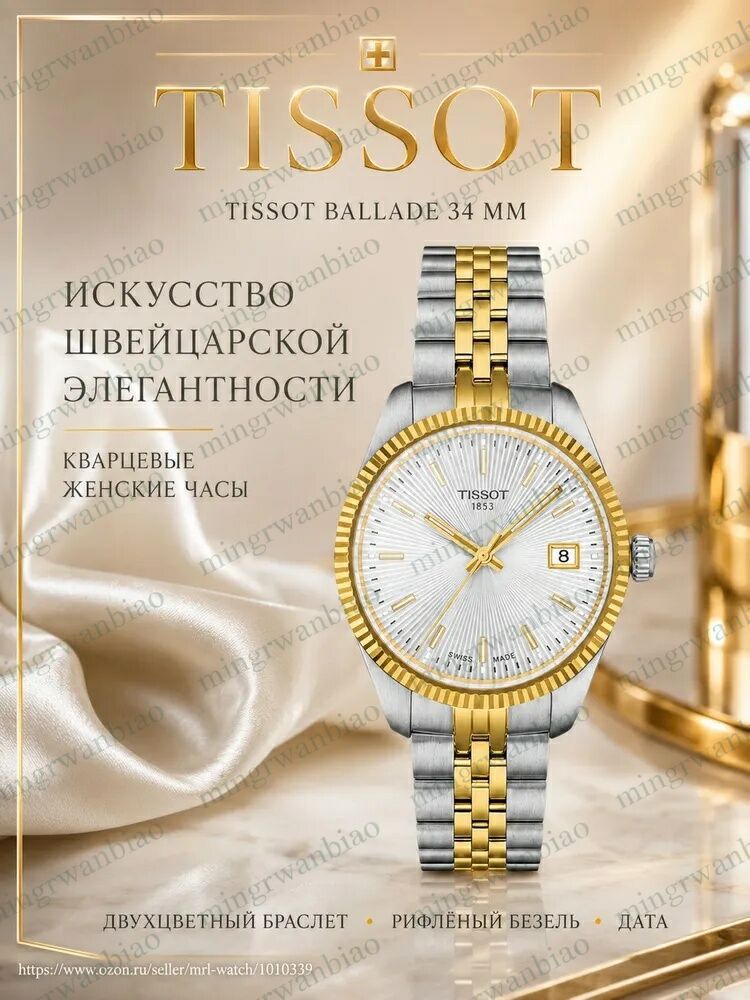 TISSOT
TISSOT BALLADE 34 ММ
ИСКУССТВО
ШВЕЙЦАРСКОЙ
ЭЛЕГАНТНОСТИ
КВАРЦЕВЫЕ
ЖЕНСКИЕ ЧАСЫ
TISSOT
1853
8
SWISS MADE
ДВУХЦВЕТНЫЙ БРАСЛЕТ • РИФЛЁНЫЙ БЕЗЕЛЬ • ДАТА
https://www.ozon.ru/seller/mrl-watch/1010339
mingrwanbiao